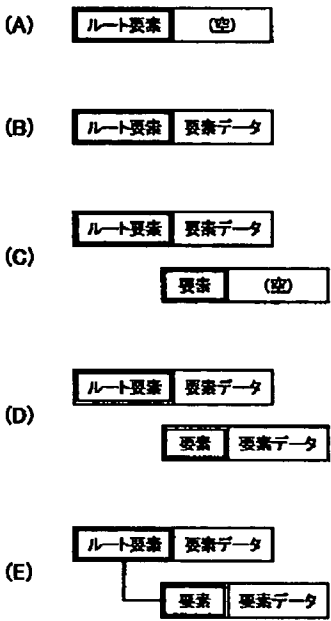 (A) ルート要素 (空)
(B) ルート要素 要素データ
(C) ルート要素 要素データ
要素 (空)
(D) ルート要素 要素データ
要素 要素データ
(E) ルート要素 要素データ
要素 要素データ